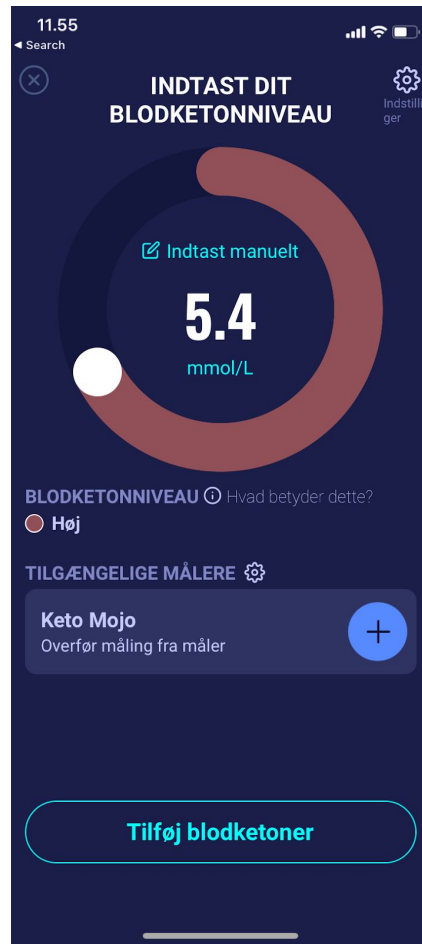 11.55
◀ Search
INDTAST DIT
BLODKETONNIVEAU
Indstilli
ger
Indtast manuelt
5.4
mmol/L
BLODKETONNIVEAU Hvad betyder dette?
Høj
TILGÆNGELIGE MÅLERE
Keto Mojo
Overfør måling fra måler
Tilføj blodketoner